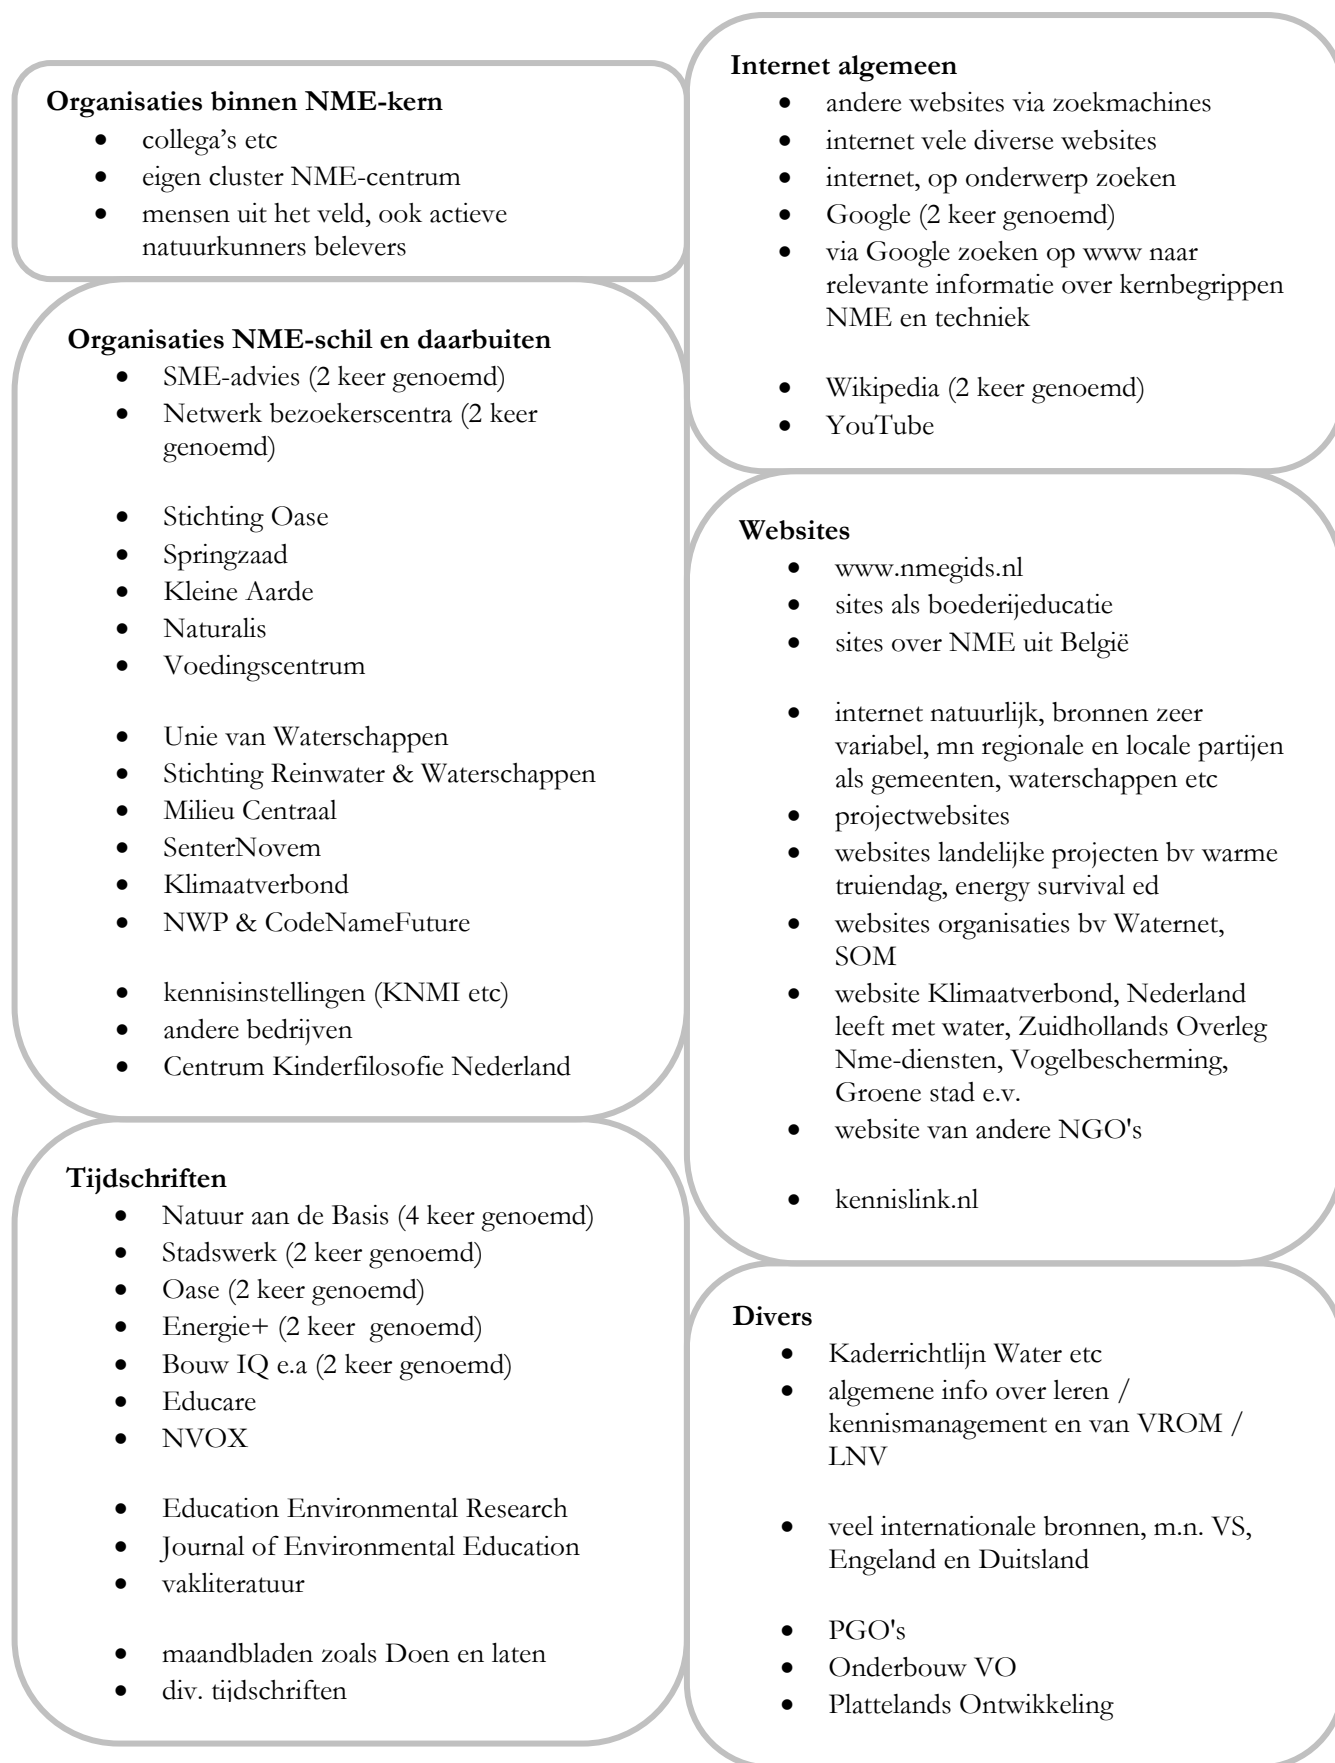 Organisaties binnen NME-kern
• collega's etc
• eigen cluster NME-centrum
• mensen uit het veld, ook actieve
natuurkunners belevers
Organisaties NME-schil en daarbuiten
• SME-advies (2 keer genoemd)
• Netwerk bezoekerscentra (2 keer
genoemd)
• Stichting Oase
• Springzaad
• Kleine Aarde
• Naturalis
• Voedingscentrum
• Unie van Waterschappen
• Stichting Reinwater & Waterschappen
• Milieu Centraal
• SenterNovem
• Klimaatverbond
• NWP & CodeNameFuture
• kennisinstellingen (KNMI etc)
• andere bedrijven
• Centrum Kinderfilosofie Nederland
Tijdschriften
• Natuur aan de Basis (4 keer genoemd)
• Stadswerk (2 keer genoemd)
• Oase (2 keer genoemd)
• Energie+ (2 keer  genoemd)
• Bouw IQ e.a (2 keer genoemd)
• Educare
• NVOX
• Education Environmental Research
• Journal of Environmental Education
• vakliteratuur
• maandbladen zoals Doen en laten
• div. tijdschriften
Internet algemeen
• andere websites via zoekmachines
• internet vele diverse websites
• internet, op onderwerp zoeken
• Google (2 keer genoemd)
• via Google zoeken op www naar
relevante informatie over kernbegrippen
NME en techniek
• Wikipedia (2 keer genoemd)
• YouTube
Websites
• www.nmegids.nl
• sites als boederijeducatie
• sites over NME uit België
• internet natuurlijk, bronnen zeer
variabel, mn regionale en locale partijen
als gemeenten, waterschappen etc
• projectwebsites
• websites landelijke projecten bv warme
truiendag, energy survival ed
• websites organisaties bv Waternet,
SOM
• website Klimaatverbond, Nederland
leeft met water, Zuidhollands Overleg
Nme-diensten, Vogelbescherming,
Groene stad e.v.
• website van andere NGO's
• kennislink.nl
Divers
• Kaderrichtlijn Water etc
• algemene info over leren /
kennismanagement en van VROM /
LNV
• veel internationale bronnen, m.n. VS,
Engeland en Duitsland
• PGO's
• Onderbouw VO
• Plattelands Ontwikkeling